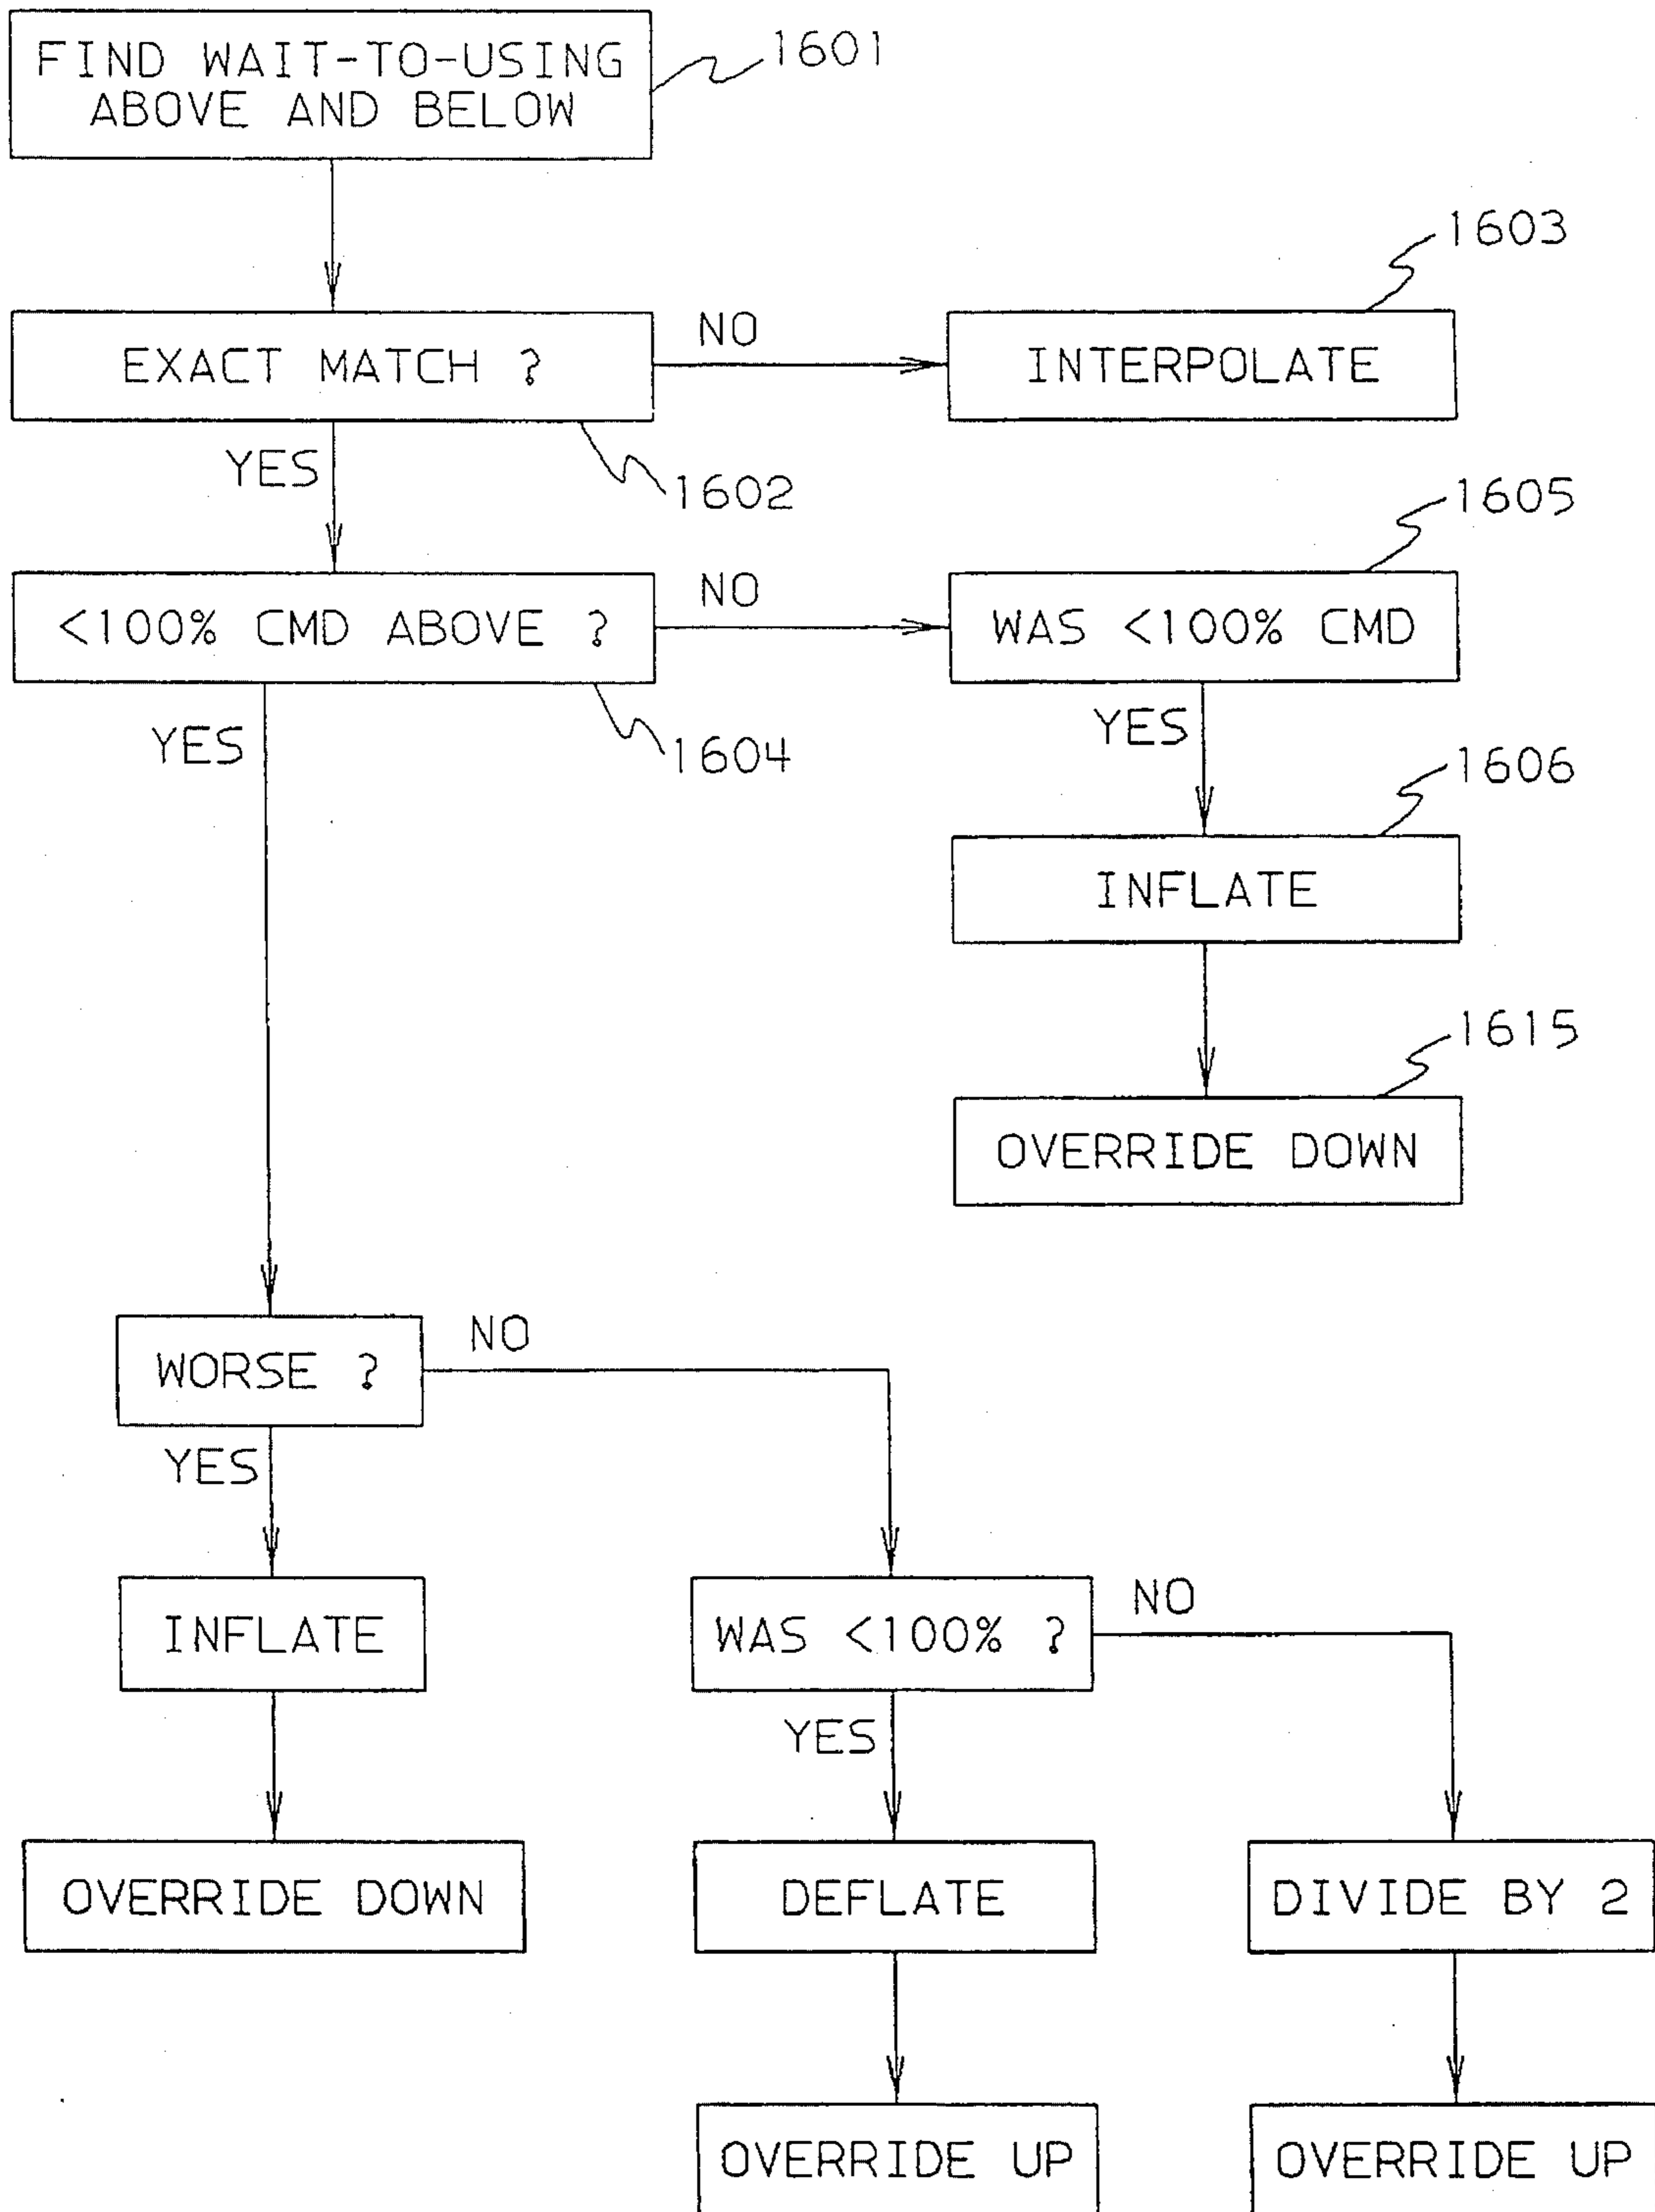 FIND WAIT-TO-USING
ABOVE AND BELOW
1601
1603
EXACT MATCH ?
NO
INTERPOLATE
YES
1602
1605
<100% CMD ABOVE ?
NO
WAS <100% CMD
YES
1604
YES
1606
INFLATE
1615
OVERRIDE DOWN
WORSE ?
NO
YES
INFLATE
WAS <100% ?
NO
YES
OVERRIDE DOWN
DEFLATE
DIVIDE BY 2
OVERRIDE UP
OVERRIDE UP